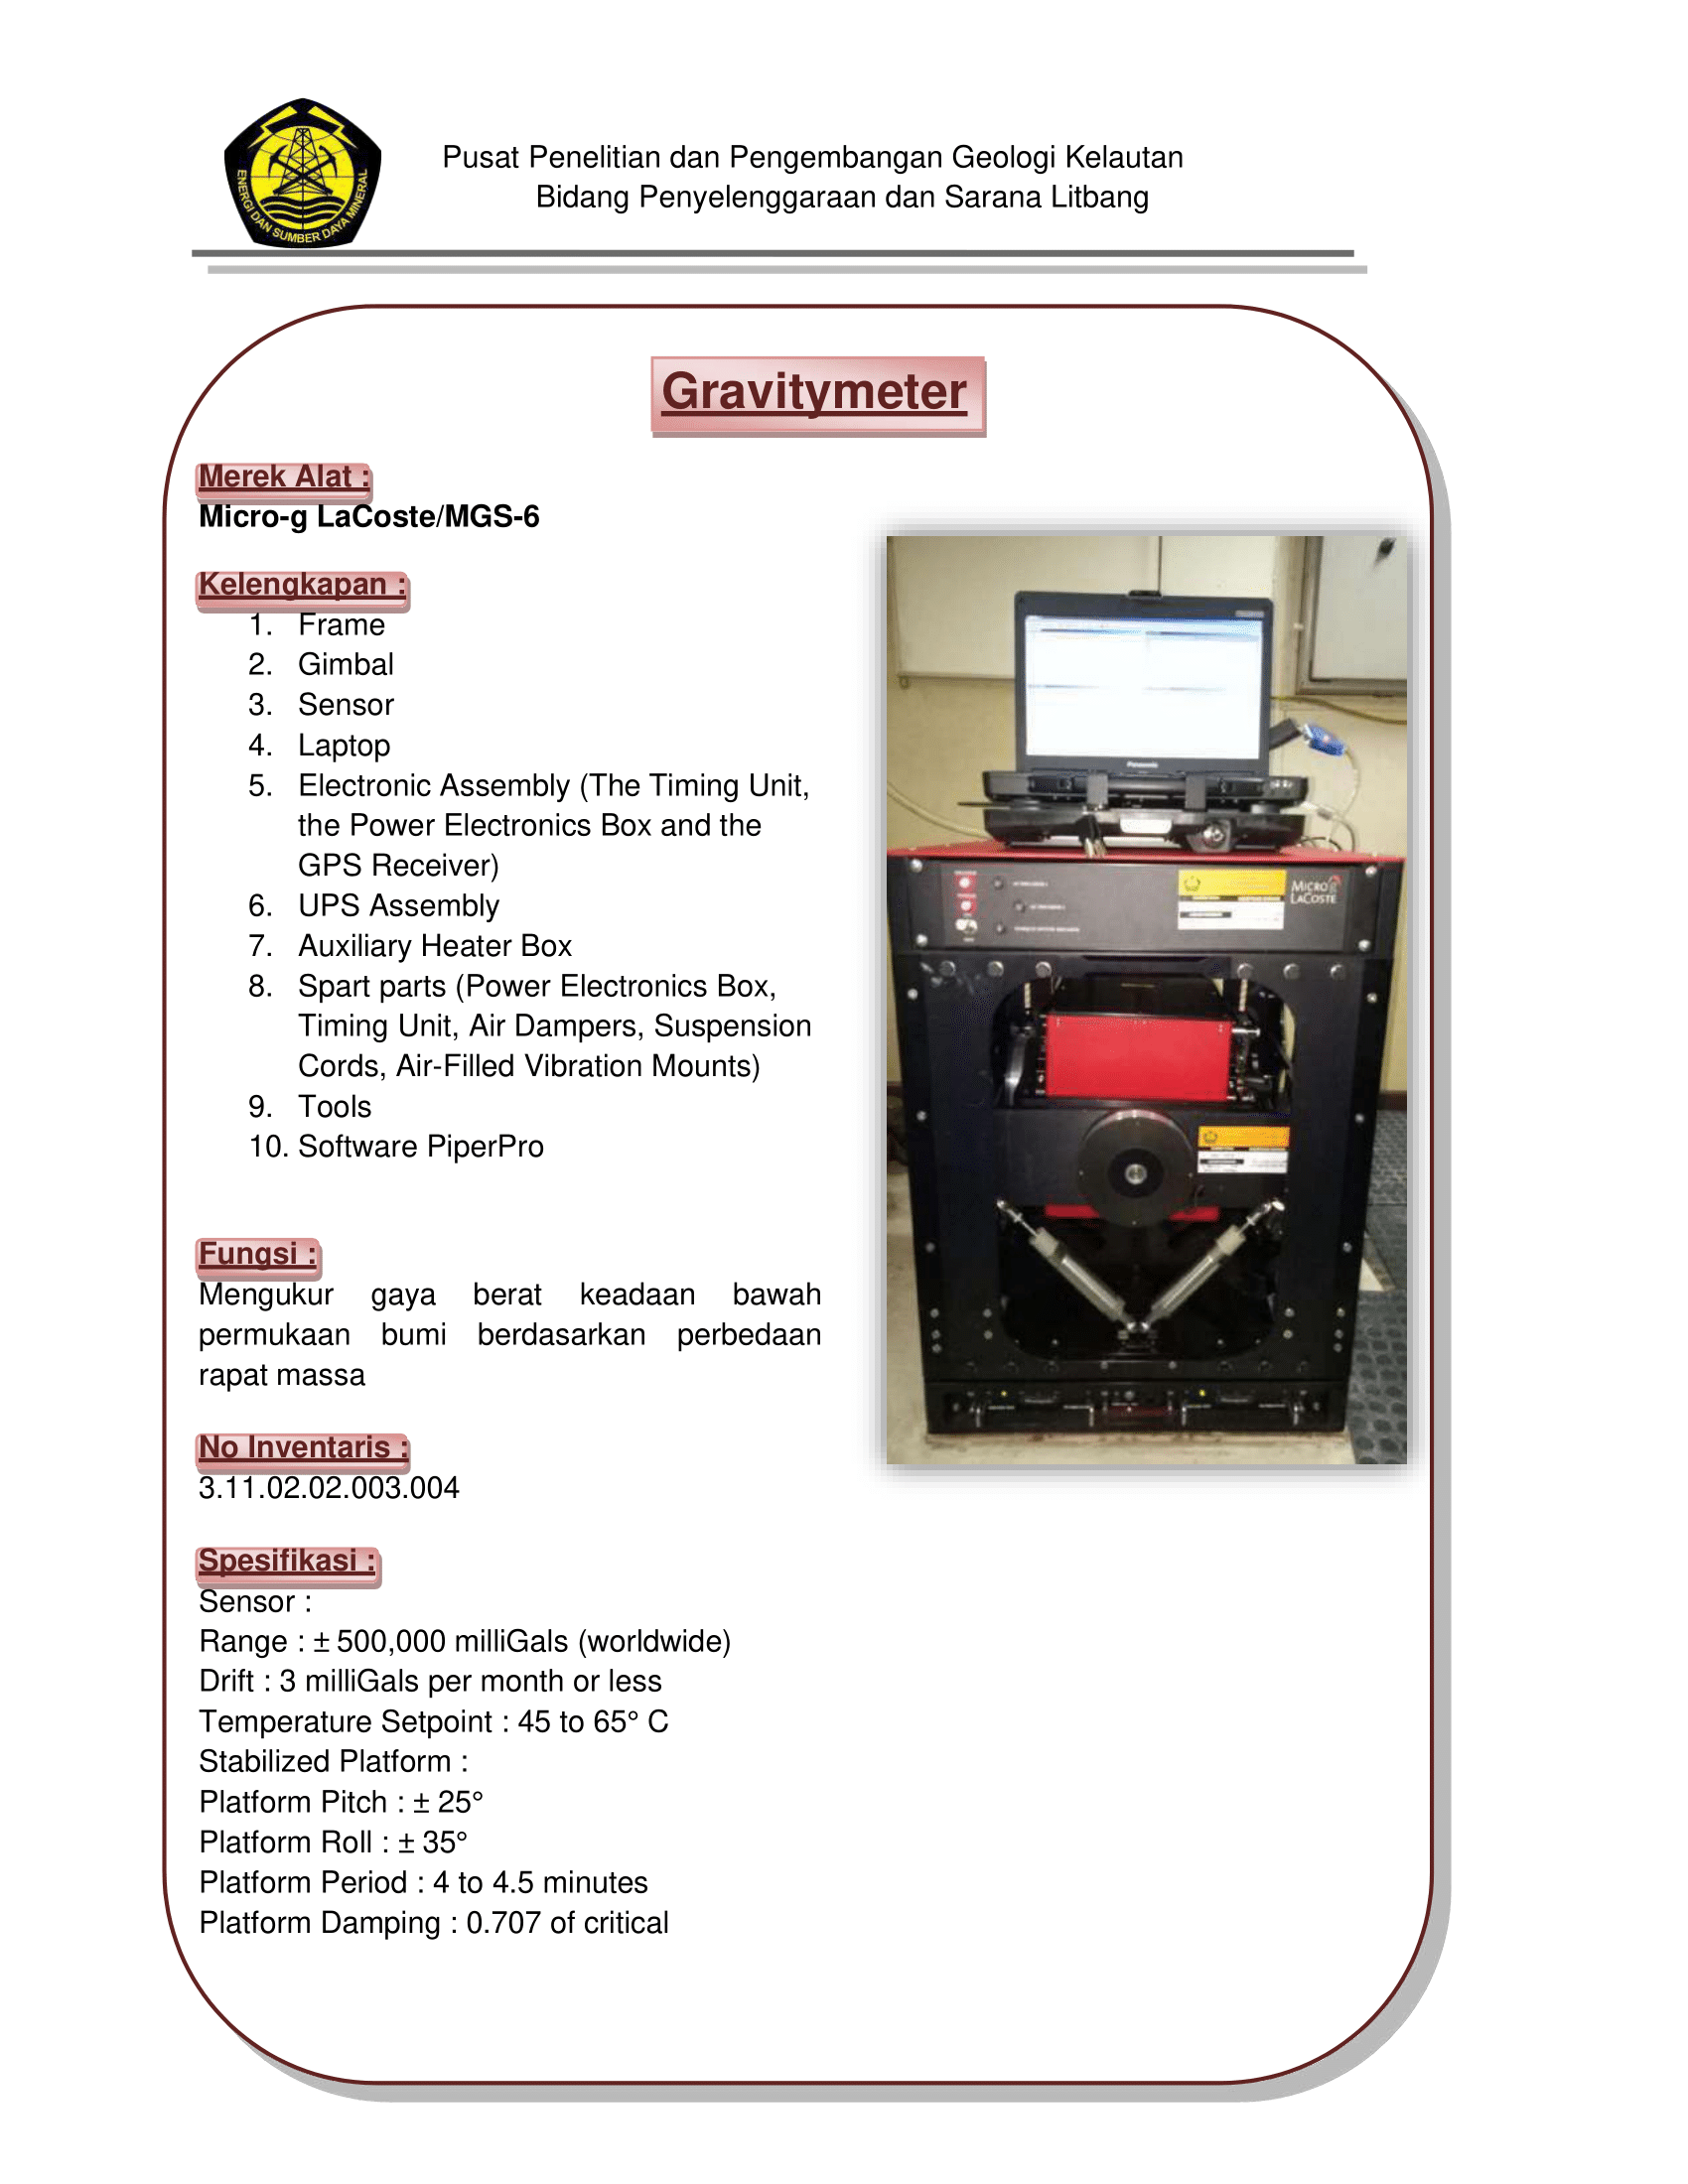 ENERGI DAN SUMBER DAYA MINERAL
Pusat Penelitian dan Pengembangan Geologi Kelautan
Bidang Penyelenggaraan dan Sarana Litbang
Gravitymeter
Merek Alat :
Micro-g LaCoste/MGS-6
Kelengkapan :
1. Frame
2. Gimbal
3. Sensor
4. Laptop
5. Electronic Assembly (The Timing Unit,
the Power Electronics Box and the
GPS Receiver)
6. UPS Assembly
7. Auxiliary Heater Box
8. Spart parts (Power Electronics Box,
Timing Unit, Air Dampers, Suspension
Cords, Air-Filled Vibration Mounts)
9. Tools
10. Software PiperPro
Panasonic
MICRO g
LACOSTE
Fungsi :
Mengukur gaya berat keadaan bawah
permukaan bumi berdasarkan perbedaan
rapat massa
No Inventaris :
3.11.02.02.003.004
Spesifikasi :
Sensor :
Range : ± 500,000 milliGals (worldwide)
Drift : 3 milliGals per month or less
Temperature Setpoint : 45 to 65° C
Stabilized Platform :
Platform Pitch : ± 25°
Platform Roll : ± 35°
Platform Period : 4 to 4.5 minutes
Platform Damping : 0.707 of critical